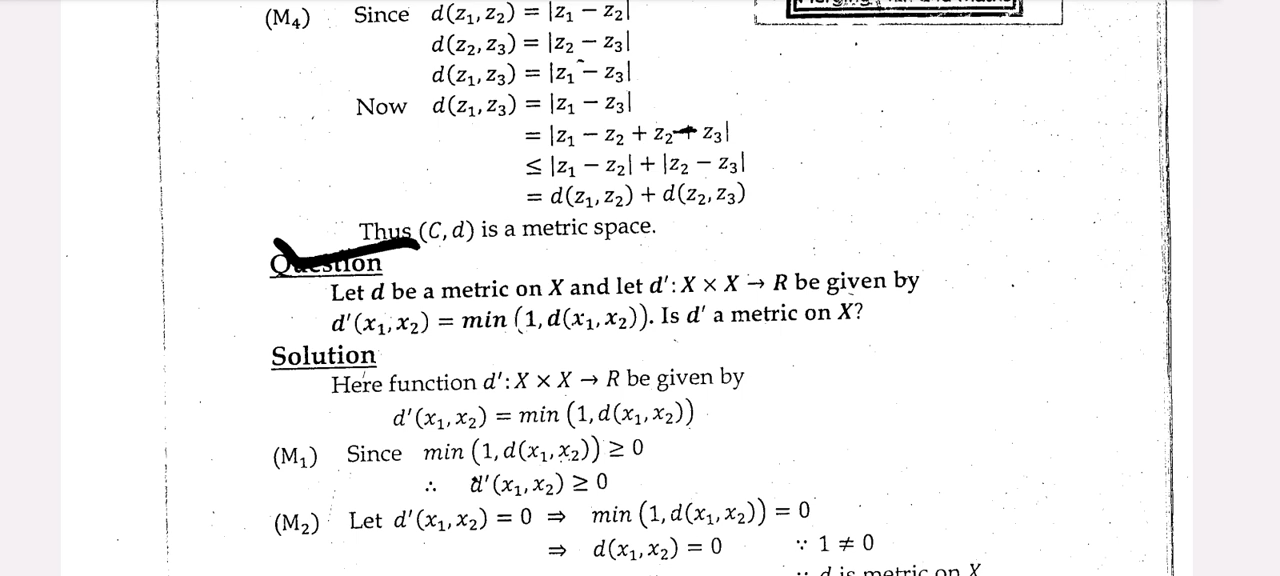 (M₄) Since d(z₁, z₂) = |z₁ − z₂|
d(z₂, z₃) = |z₂ − z₃|
d(z₁, z₃) = |z₁ − z₃|
Now d(z₁, z₃) = |z₁ − z₃|
= |z₁ − z₂ + z₂ − z₃|
≤ |z₁ − z₂| + |z₂ − z₃|
= d(z₁, z₂) + d(z₂, z₃)
Thus (C, d) is a metric space.
Question
Let d be a metric on X and let d′: X × X → R be given by
d′(x₁, x₂) = min (1, d(x₁, x₂)). Is d′ a metric on X?
Solution
Here function d′: X × X → R be given by
d′(x₁, x₂) = min (1, d(x₁, x₂))
(M₁) Since min (1, d(x₁, x₂)) ≥ 0
∴ d′(x₁, x₂) ≥ 0
(M₂) Let d′(x₁, x₂) = 0 ⇒ min (1, d(x₁, x₂)) = 0
⇒ d(x₁, x₂) = 0 ∵ 1 ≠ 0
∵ d is metric on X